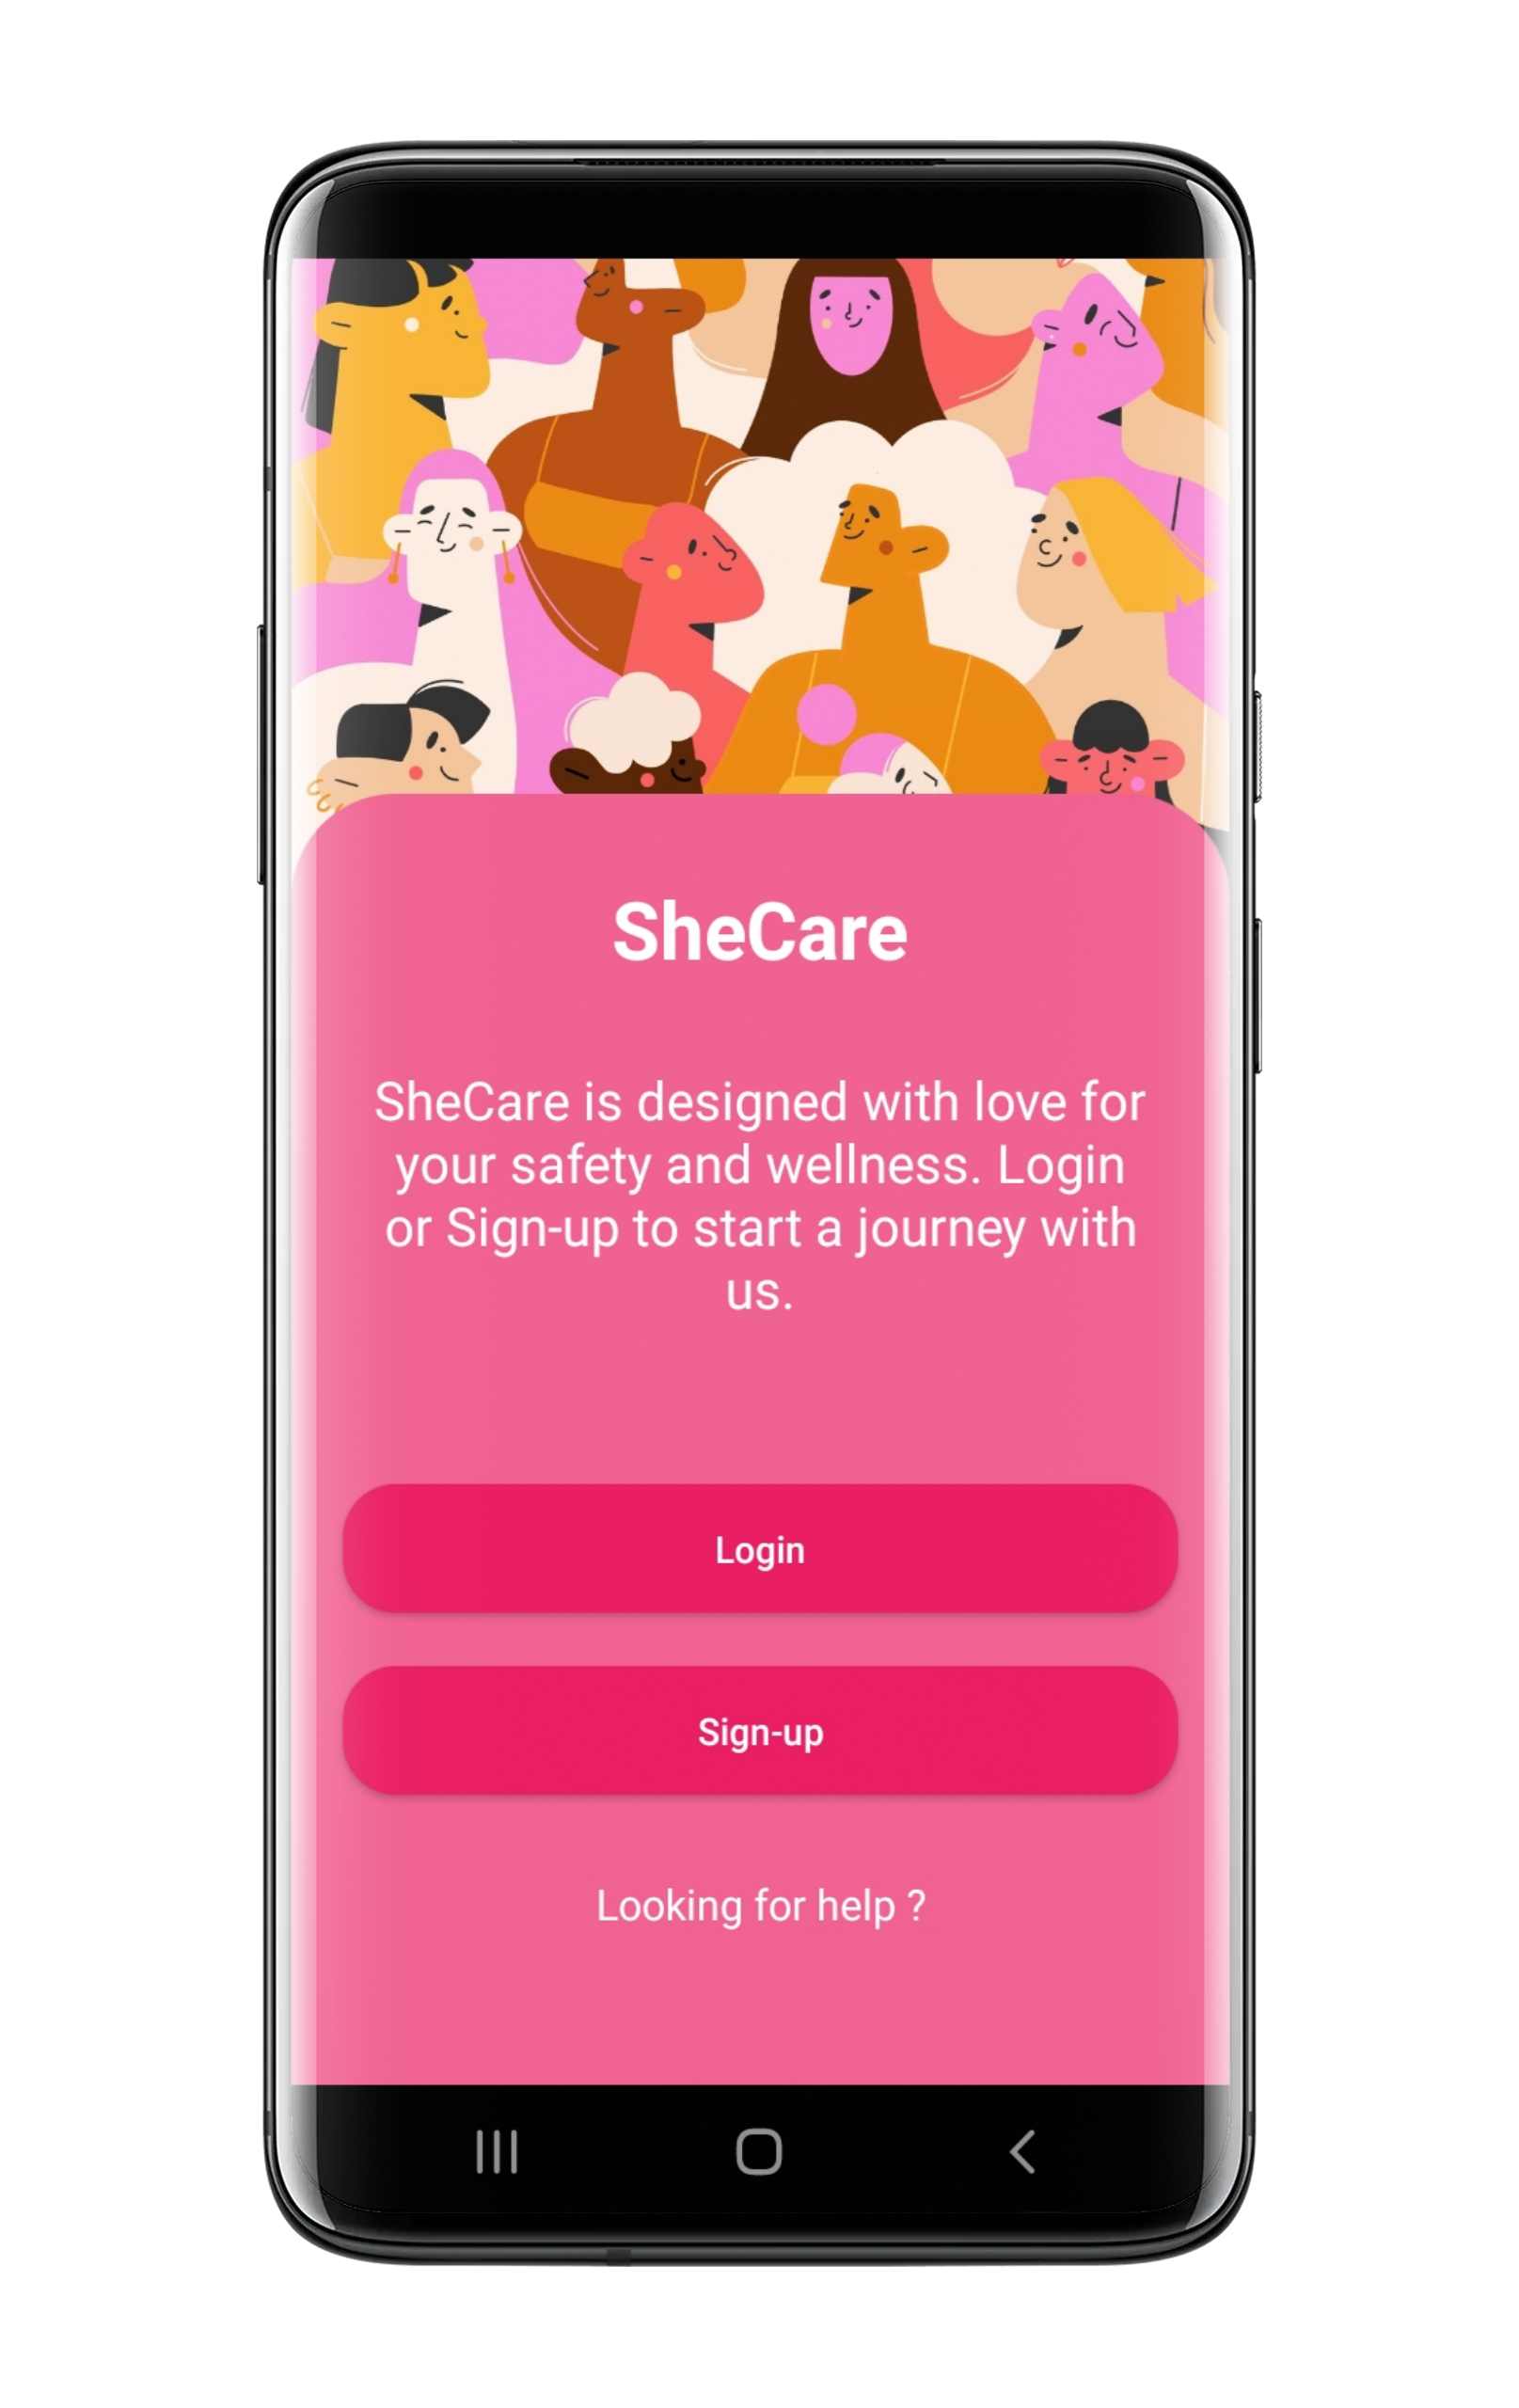 SheCare
SheCare is designed with love for
your safety and wellness. Login
or Sign-up to start a journey with
us.
Login
Sign-up
Looking for help ?